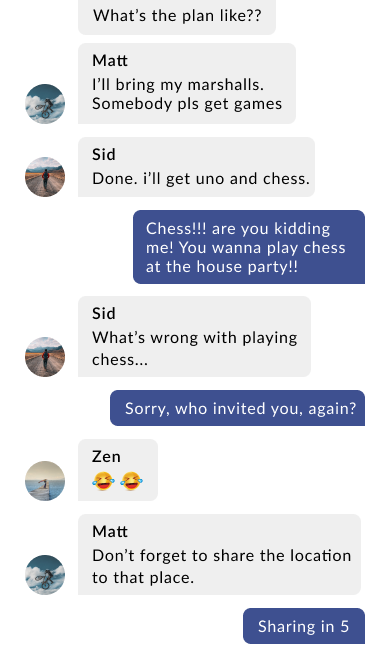 What’s the plan like??
Matt
I’ll bring my marshalls.
Somebody pls get games
Sid
Done. i’ll get uno and chess.
Chess!!! are you kidding
me! You wanna play chess
at the house party!!
Sid
What’s wrong with playing
chess...
Sorry, who invited you, again?
Zen
😂😂
Matt
Don’t forget to share the location
to that place.
Sharing in 5